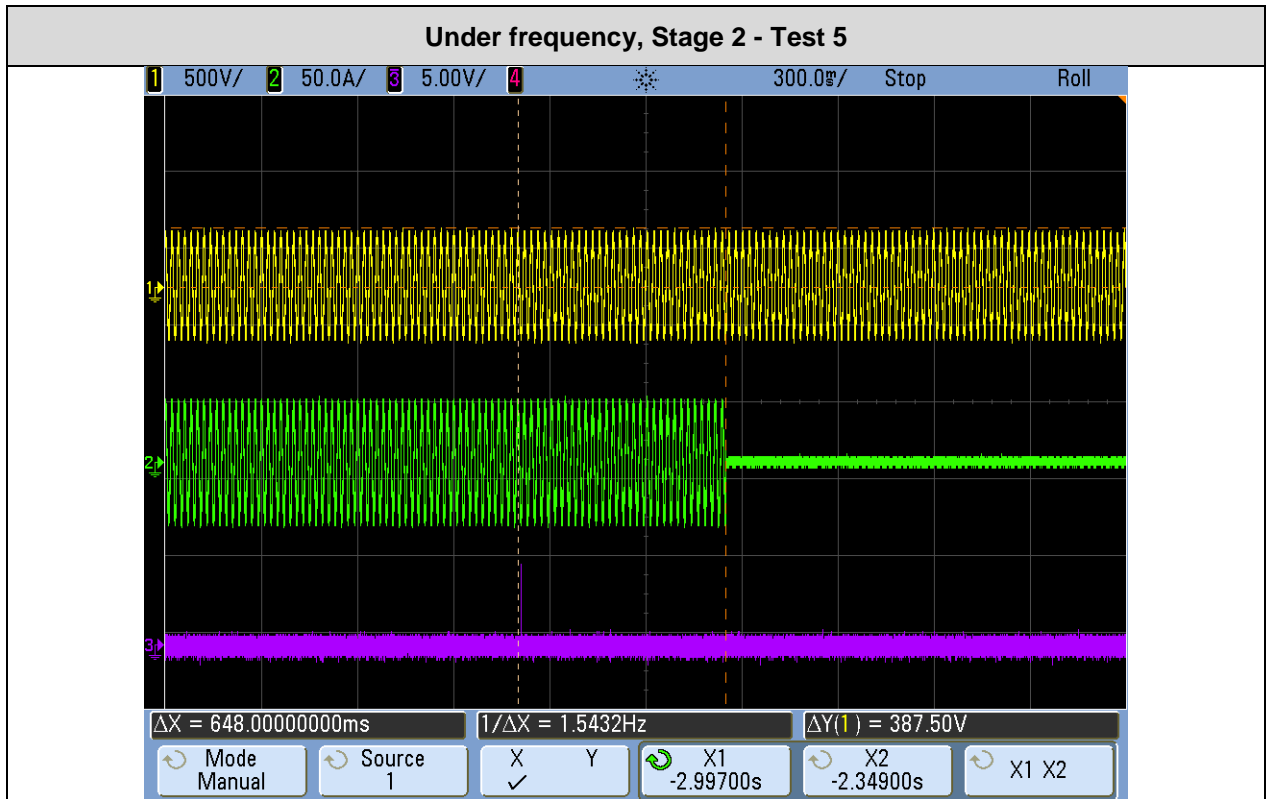 Under frequency, Stage 2 - Test 5
1 500V/ 2 50.0A/ 3 5.00V/ 4 300.0ms/ Stop Roll
1
2
3
ΔX = 648.00000000ms 1/ΔX = 1.5432Hz ΔY(1) = 387.50V
Mode Source X Y X1 X2 X1 X2
Manual 1 ✓ -2.99700s -2.34900s